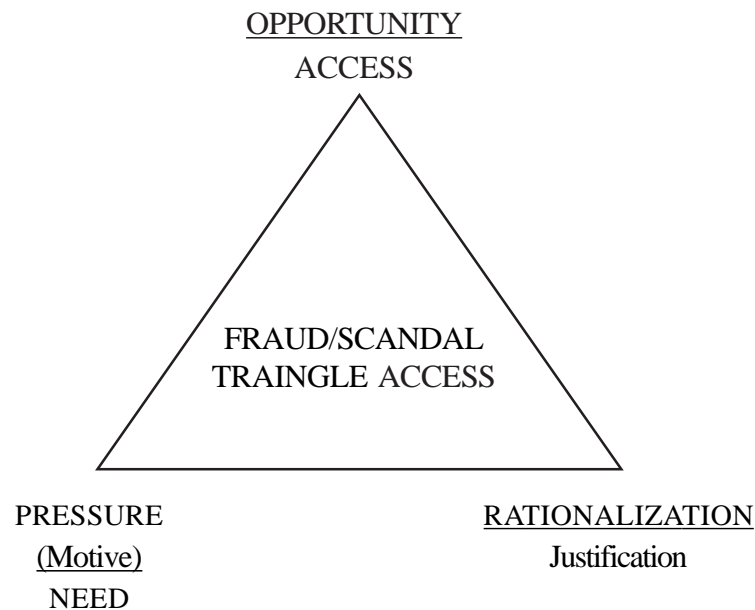 OPPORTUNITY
ACCESS
FRAUD/SCANDAL
TRAINGLE ACCESS
PRESSURE
(Motive)
NEED
RATIONALIZATION
Justification